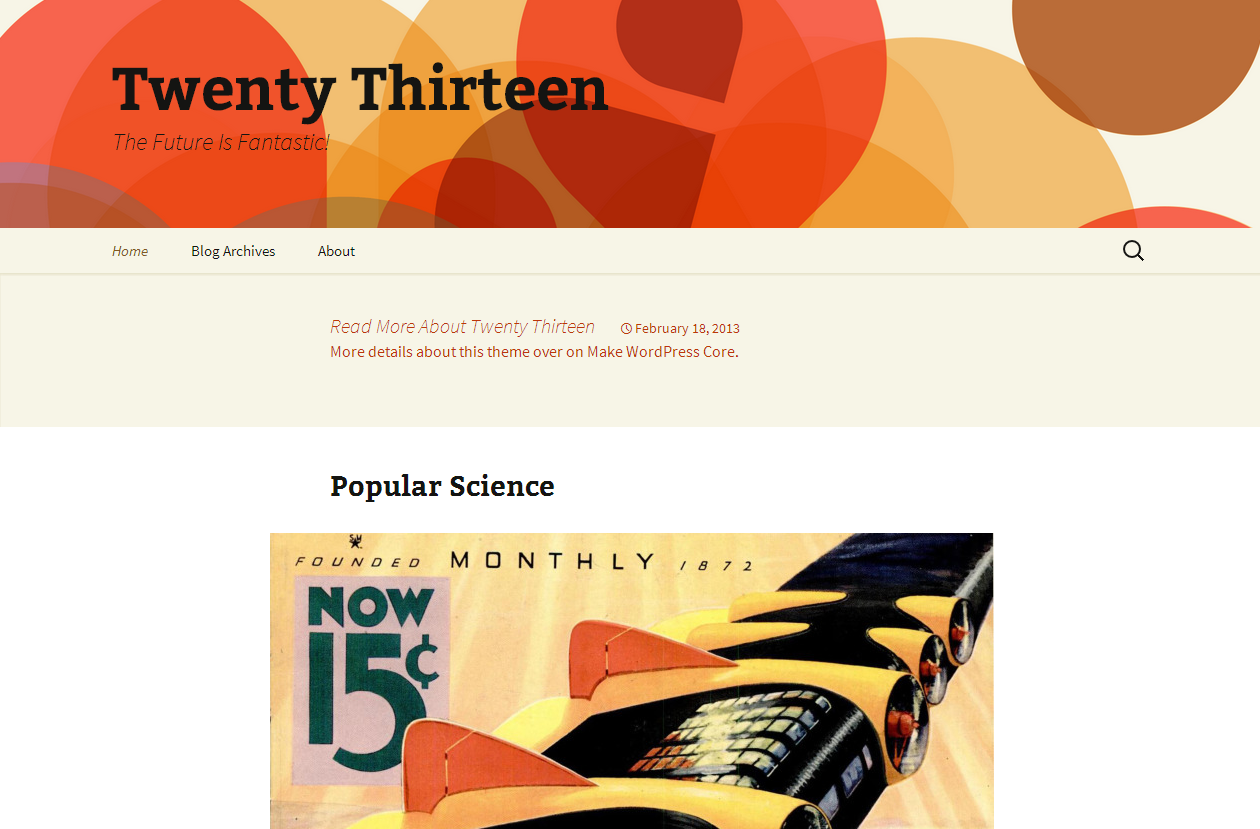 Twenty Thirteen
The Future Is Fantastic!
Home Blog Archives About
Read More About Twenty Thirteen February 18, 2013
More details about this theme over on Make WordPress Core.
Popular Science
FOUNDED MONTHLY 1872
NOW
15¢